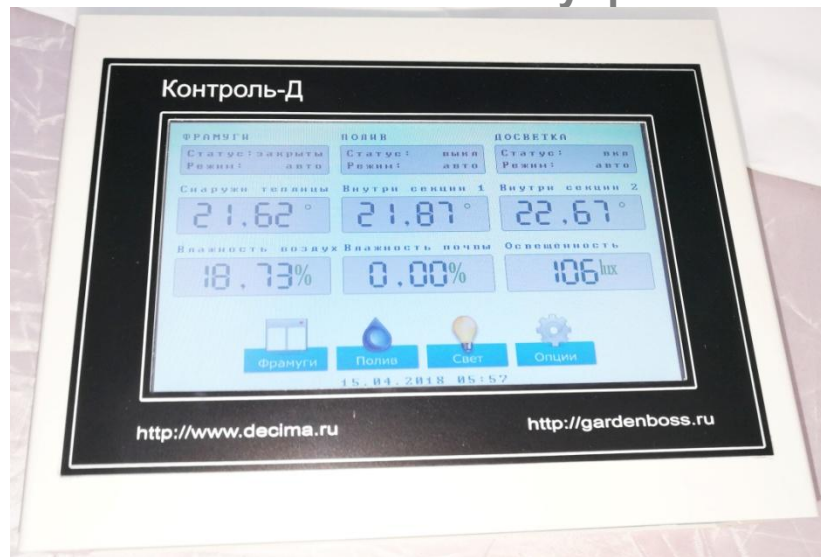 Контроль-Д
ФРАМУГИ ПОЛИВ ДОСВЕТКА
Статус:закрыты Статус: выкл Статус: вкл
Режим: авто Режим: авто Режим: авто
Снаружи теплицы Внутри секции 1 Внутри секции 2
21.62° 21.87° 22.67°
Влажность воздух Влажность почвы Освещенность
18.73% 0.00% 106 lux
Фрамуги Полив Свет Опции
15.04.2018 05:57
http://www.decima.ru http://gardenboss.ru